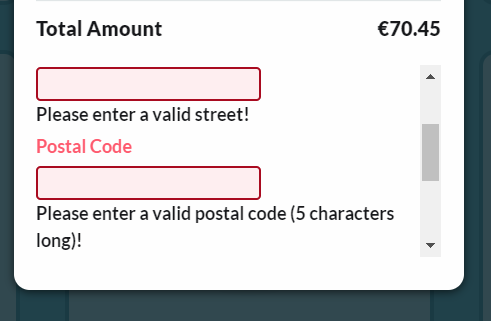 Total Amount €70.45
Please enter a valid street!
Postal Code
Please enter a valid postal code (5 characters
long)!